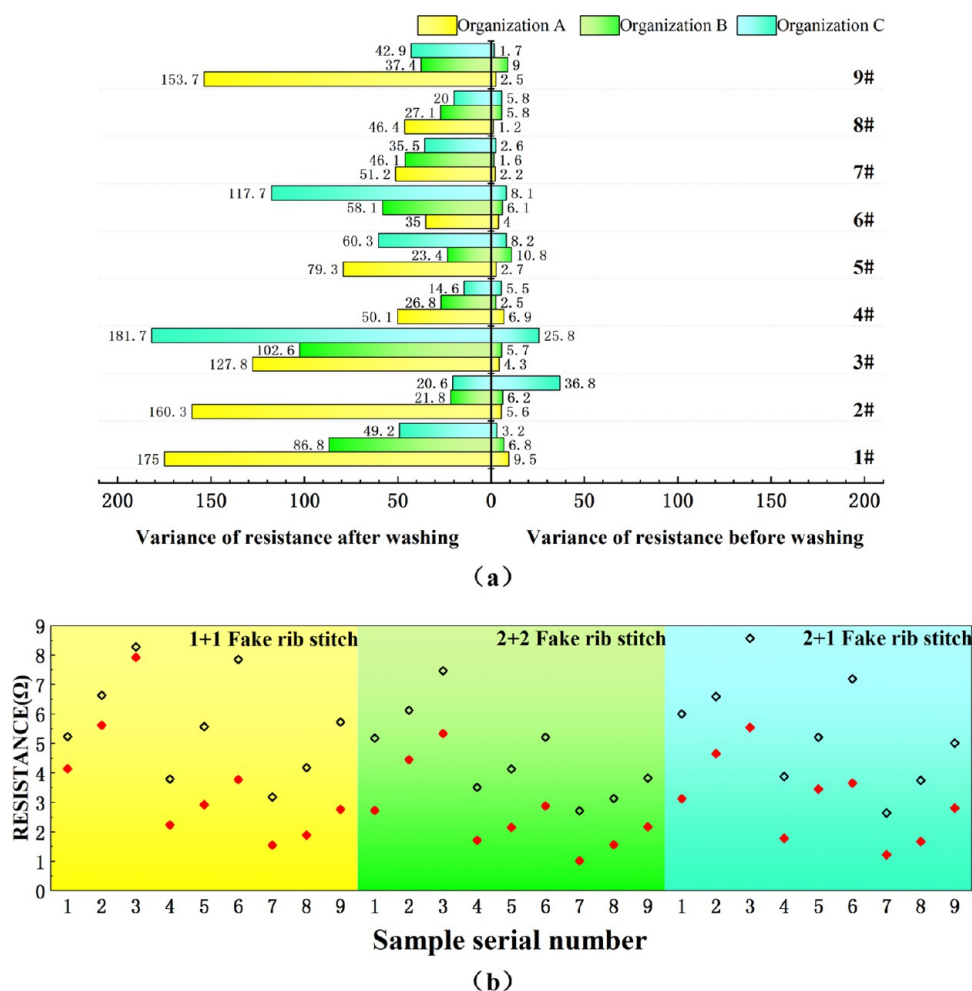 Organization A Organization B Organization C
42.9 1.7
37.4 9
153.7 2.5 9#
20 5.8
27.1 5.8
46.4 1.2 8#
35.5 2.6
46.1 1.6
51.2 2.2 7#
117.7 8.1
58.1 6.1
35 4 6#
60.3 8.2
23.4 10.8
79.3 2.7 5#
14.6 5.5
26.8 2.5
50.1 6.9 4#
181.7 25.8
102.6 5.7
127.8 4.3 3#
20.6 36.8
21.8 6.2
160.3 5.6 2#
49.2 3.2
86.8 6.8
175 9.5 1#
200 150 100 50 0 50 100 150 200
Variance of resistance after washing Variance of resistance before washing
(a)
1+1 Fake rib stitch 2+2 Fake rib stitch 2+1 Fake rib stitch
9
8
7
6
5
4
3
2
1
0
RESISTANCE(Ω)
1 2 3 4 5 6 7 8 9 1 2 3 4 5 6 7 8 9 1 2 3 4 5 6 7 8 9
Sample serial number
(b)